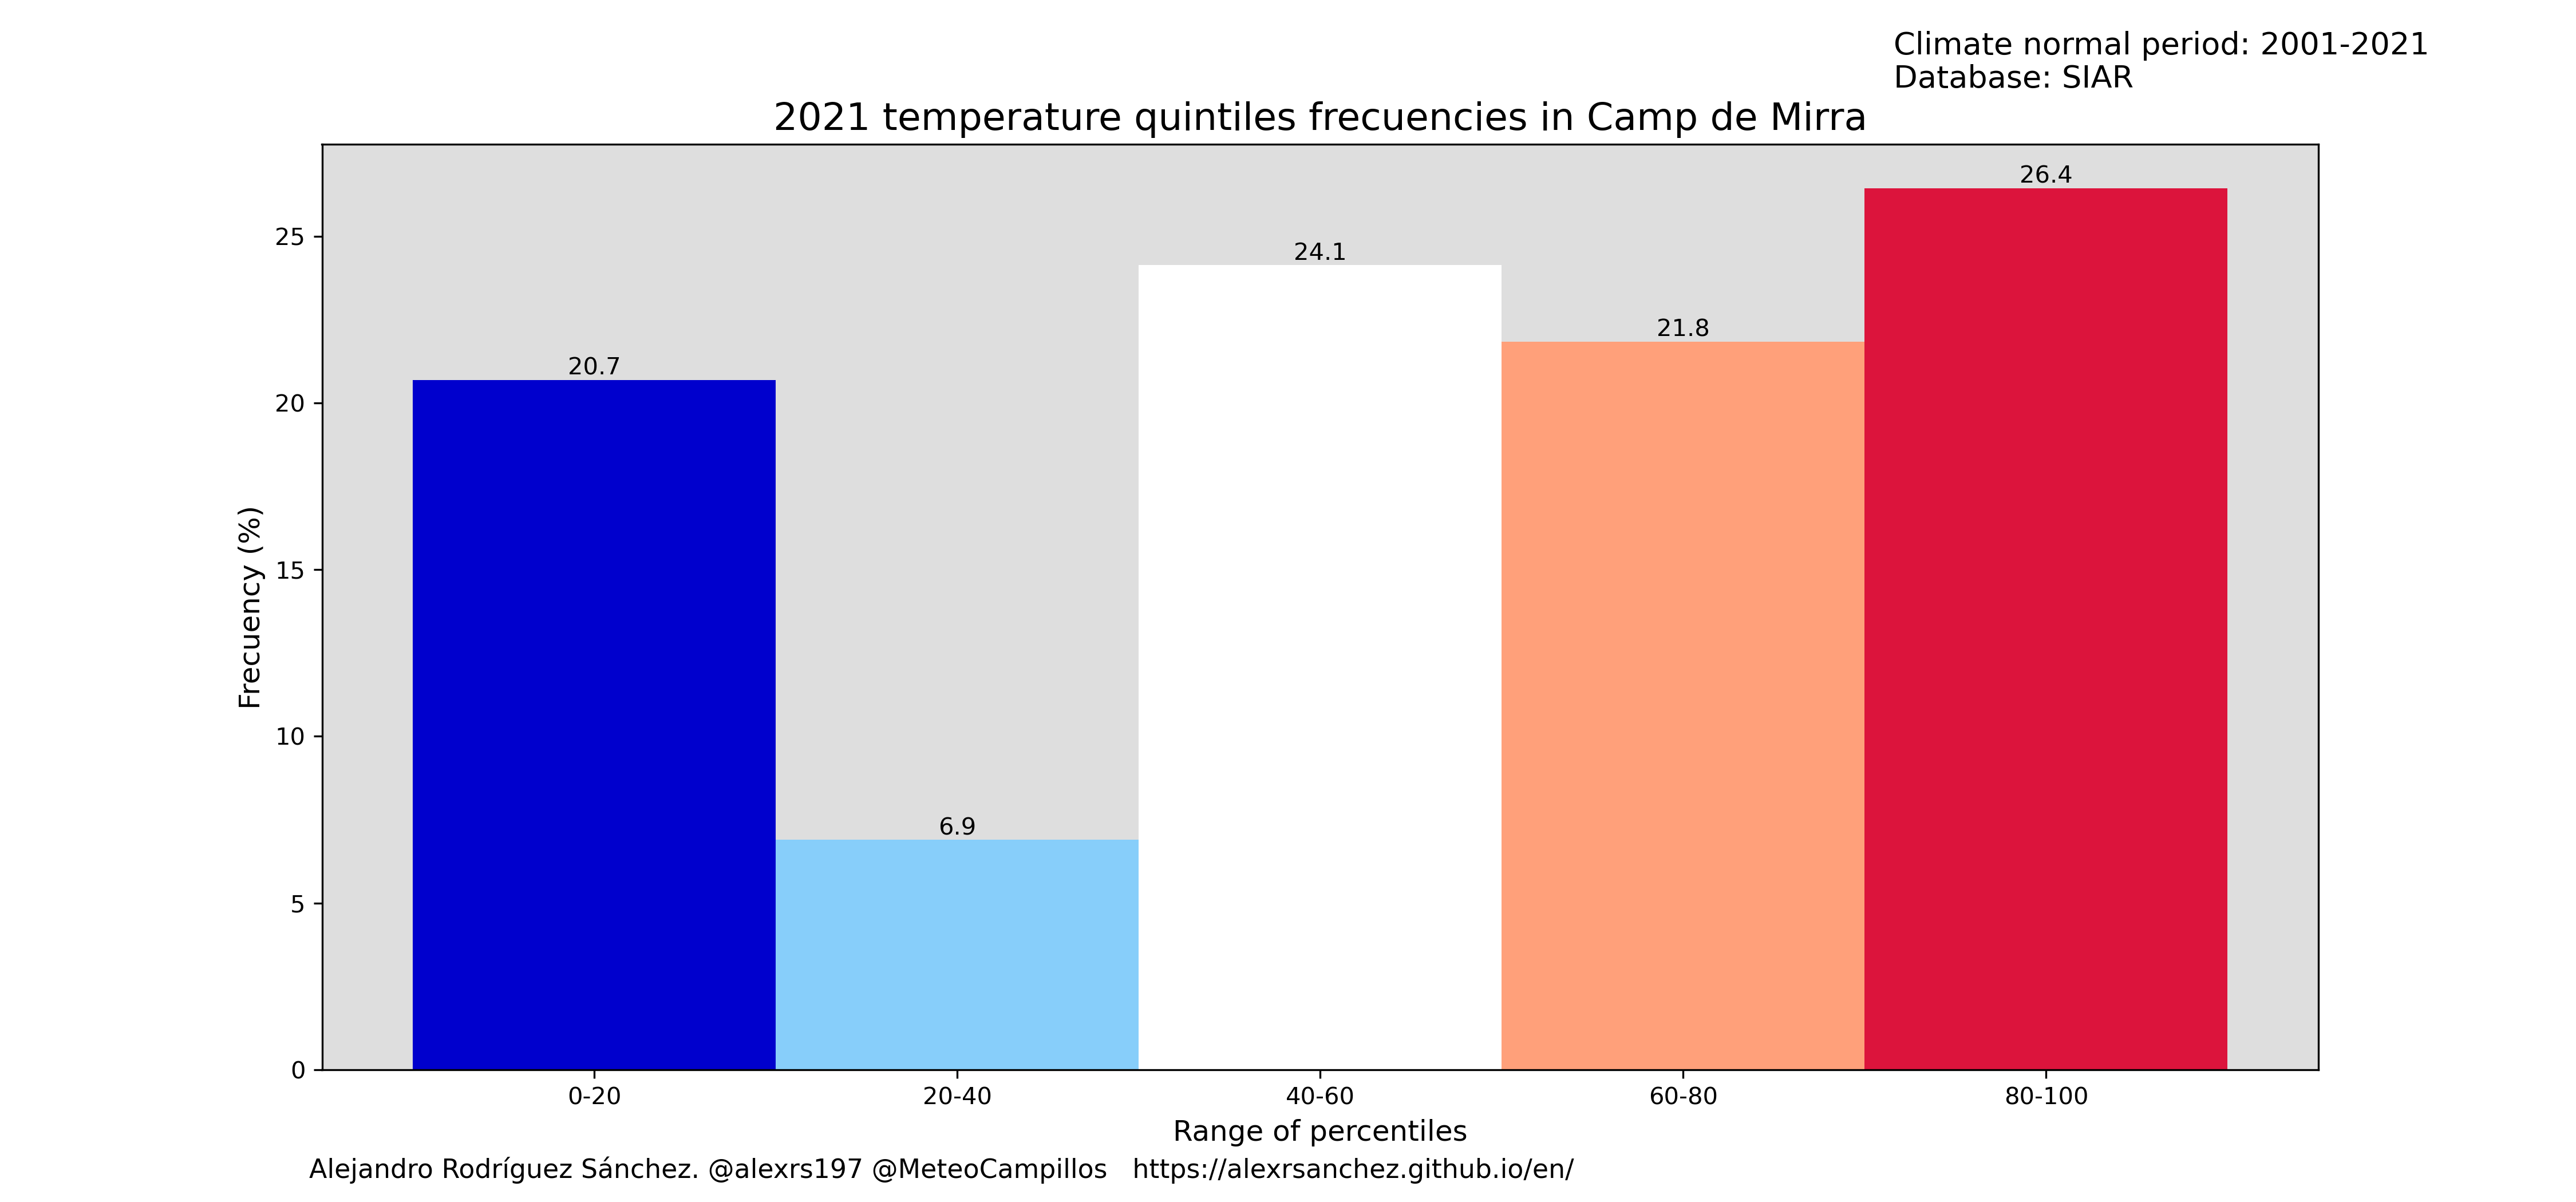 Climate normal period: 2001-2021
Database: SIAR
2021 temperature quintiles frecuencies in Camp de Mirra
26.4
25
24.1
21.8
20.7
20
Frecuency (%)
15
10
6.9
5
0
0-20 20-40 40-60 60-80 80-100
Range of percentiles
Alejandro Rodríguez Sánchez. @alexrs197 @MeteoCampillos https://alexrsanchez.github.io/en/